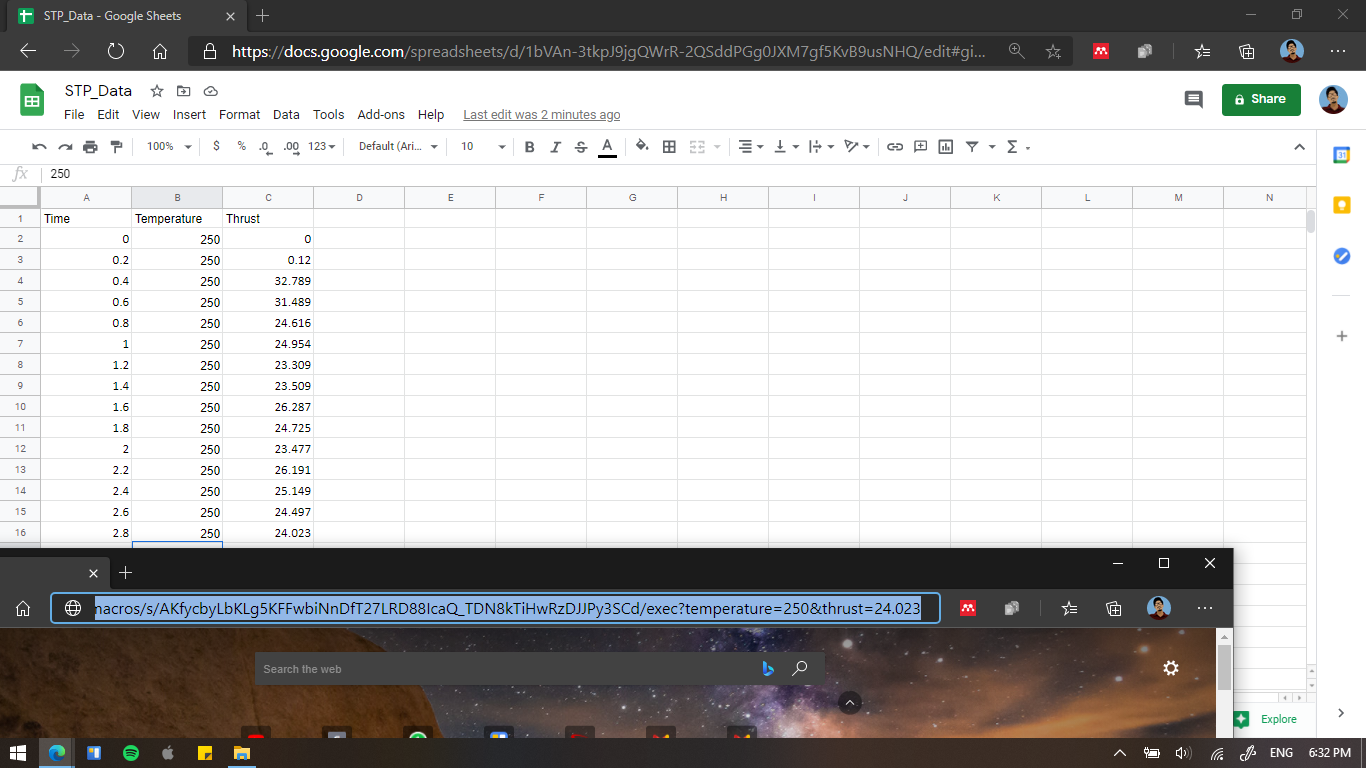 STP_Data - Google Sheets
https://docs.google.com/spreadsheets/d/1bVAn-3tkpJ9jgQWrR-2QSddPGg0JXM7gf5KvB9usNHQ/edit#gi...
STP_Data
File Edit View Insert Format Data Tools Add-ons Help Last edit was 2 minutes ago
Share
100% $ % .0 .00 123 Default (Ari... 10 B I S A Σ
fx 250
A B C D E F G H I J K L M N
1 Time Temperature Thrust
2 0 250 0
3 0.2 250 0.12
4 0.4 250 32.789
5 0.6 250 31.489
6 0.8 250 24.616
7 1 250 24.954
8 1.2 250 23.309
9 1.4 250 23.509
10 1.6 250 26.287
11 1.8 250 24.725
12 2 250 23.477
13 2.2 250 26.191
14 2.4 250 25.149
15 2.6 250 24.497
16 2.8 250 24.023
macros/s/AKfycbyLbKLg5KFFwbiNnDfT27LRD88IcaQ_TDN8kTiHwRzDJJPy3SCd/exec?temperature=250&thrust=24.023
Search the web
Explore
ENG 6:32 PM